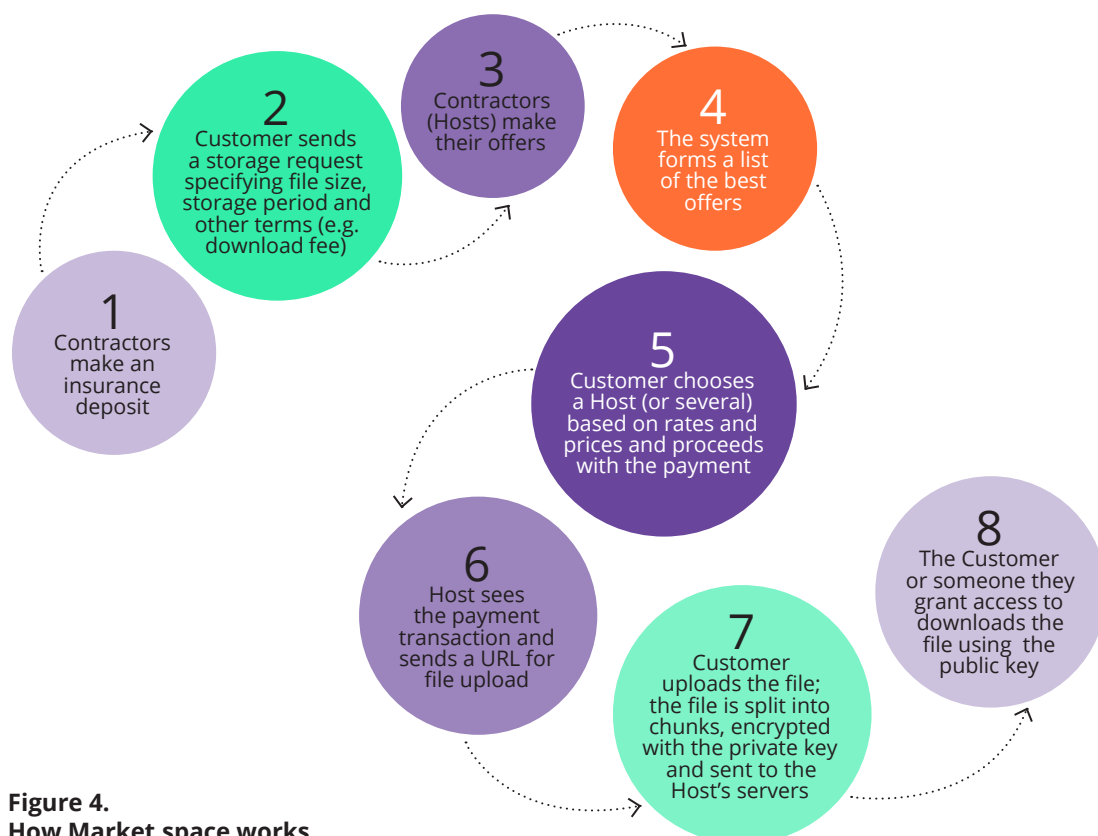 1
Contractors
make an
insurance
deposit
2
Customer sends
a storage request
specifying file size,
storage period and
other terms (e.g.
download fee)
3
Contractors
(Hosts) make
their offers
4
The system
forms a list
of the best
offers
5
Customer chooses
a Host (or several)
based on rates and
prices and proceeds
with the payment
6
Host sees
the payment
transaction and
sends a URL for
file upload
7
Customer
uploads the file;
the file is split into
chunks, encrypted
with the private key
and sent to the
Host’s servers
8
The Customer
or someone they
grant access to
downloads the
file using the
public key
Figure 4.
How Market space works